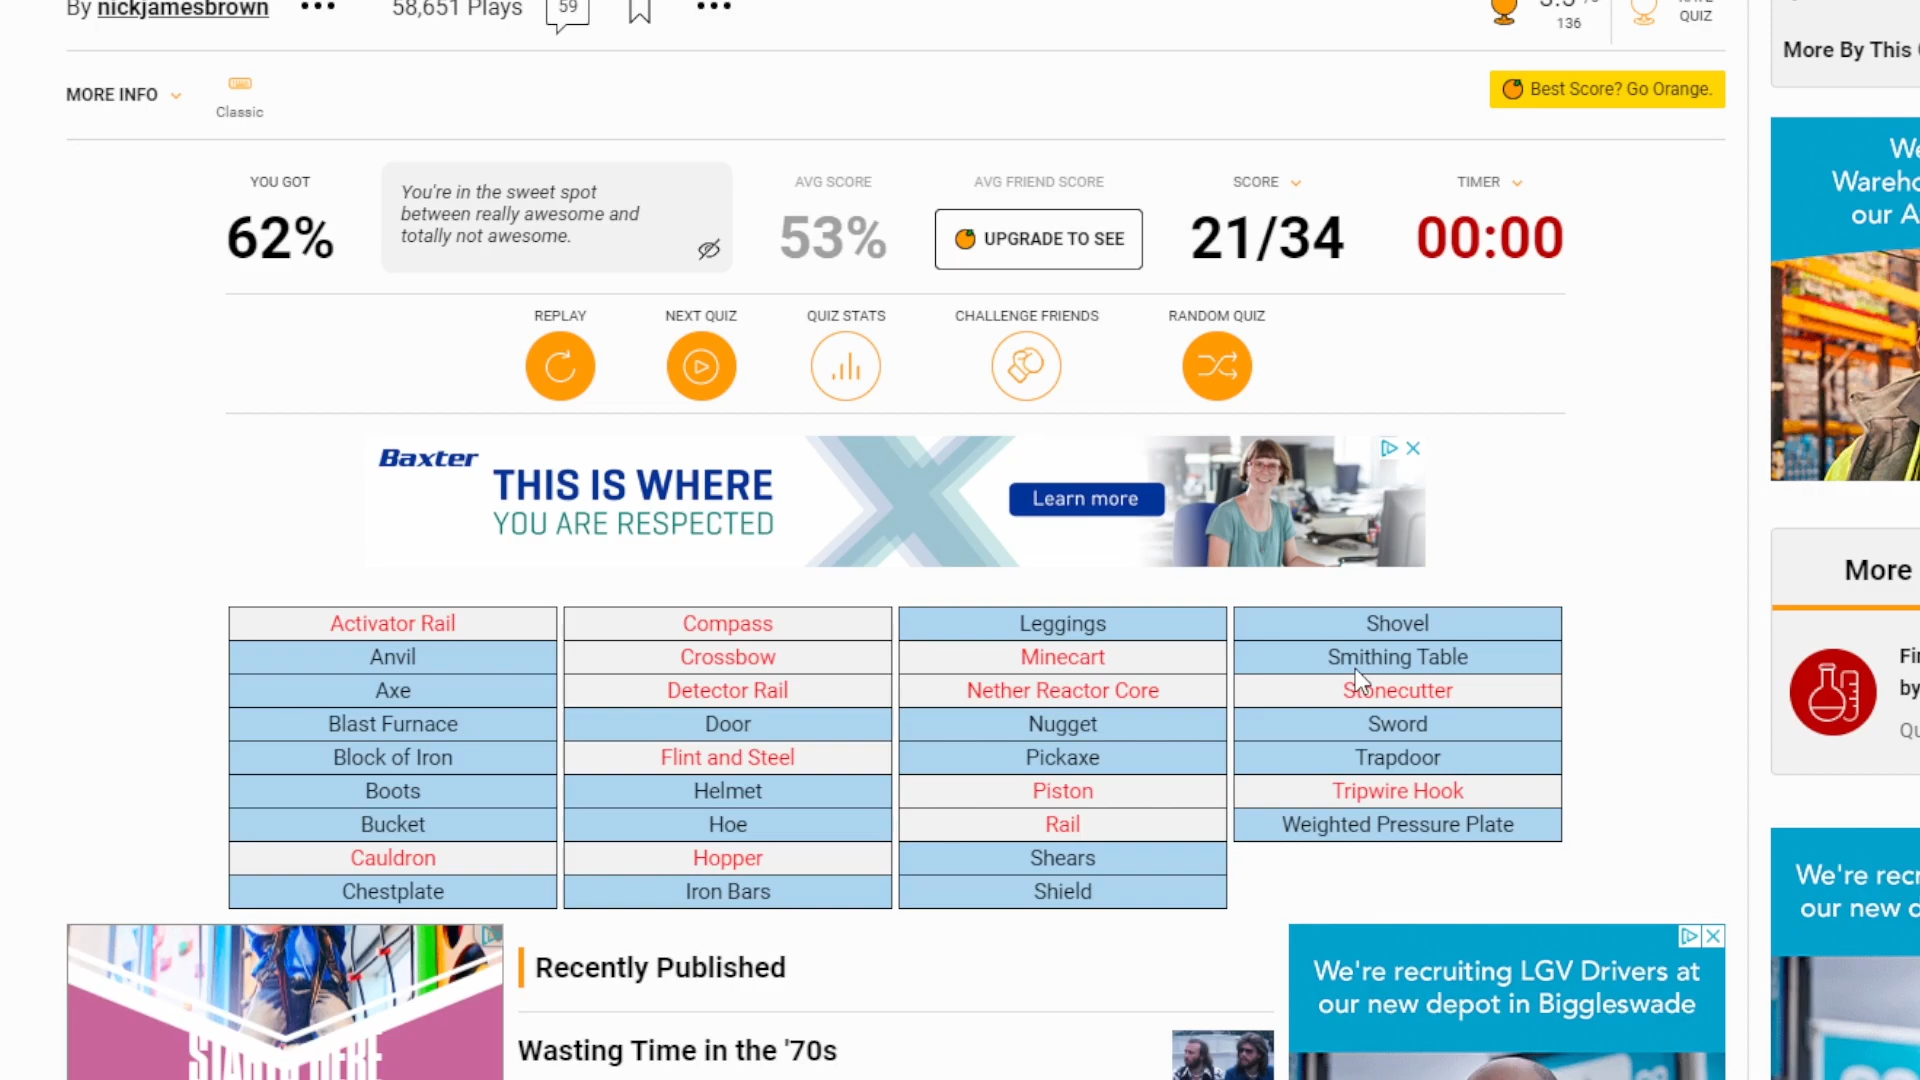 By nickjamesbrown
58,651 Plays
59
136
QUIZ
More By This
MORE INFO
Classic
Best Score? Go Orange.
YOU GOT
62%
You're in the sweet spot
between really awesome and
totally not awesome.
AVG SCORE
53%
AVG FRIEND SCORE
UPGRADE TO SEE
SCORE
21/34
TIMER
00:00
REPLAY
NEXT QUIZ
QUIZ STATS
CHALLENGE FRIENDS
RANDOM QUIZ
Baxter
THIS IS WHERE
YOU ARE RESPECTED
Learn more
Activator Rail
Anvil
Axe
Blast Furnace
Block of Iron
Boots
Bucket
Cauldron
Chestplate
Compass
Crossbow
Detector Rail
Door
Flint and Steel
Helmet
Hoe
Hopper
Iron Bars
Leggings
Minecart
Nether Reactor Core
Nugget
Pickaxe
Piston
Rail
Shears
Shield
Shovel
Smithing Table
Stonecutter
Sword
Trapdoor
Tripwire Hook
Weighted Pressure Plate
Recently Published
Wasting Time in the '70s
We're recruiting LGV Drivers at
our new depot in Biggleswade
our A
More
by
We're recr
our new